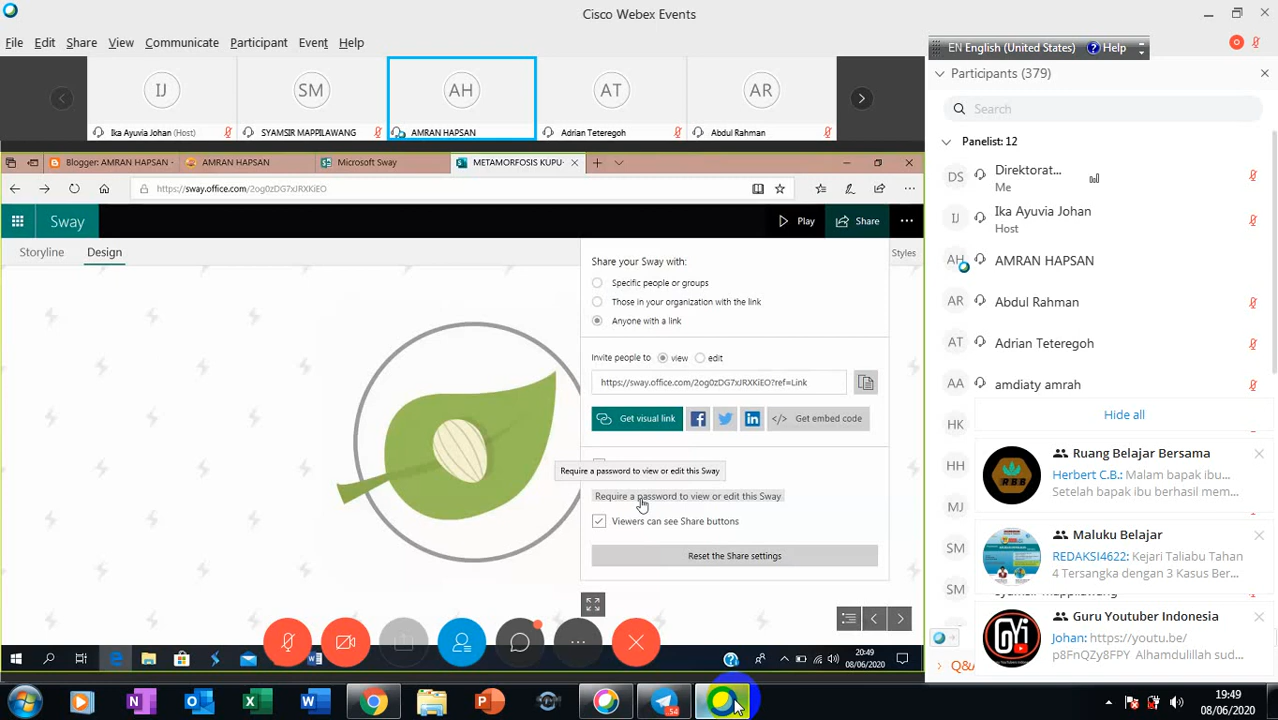 Cisco Webex Events
File Edit Share View Communicate Participant Event Help
EN English (United States) ? Help
Participants (379)
IJ SM AH AT AR
Ika Ayuvia Johan (Host) SYAMSIR MAPPILAWANG AMRAN HAPSAN Adrian Teteregoh Abdul Rahman
Search
Panelist: 12
DS Direktorat...
Me
IJ Ika Ayuvia Johan
Host
AH AMRAN HAPSAN
AR Abdul Rahman
AT Adrian Teteregoh
AA amdiaty amrah
HK
HH
MJ
SM
SM Syamsir Mappilawang
Hide all
Ruang Belajar Bersama
Herbert C.B.: Malam bapak ibu...
Setelah bapak ibu berhasil mem...
RBB
Maluku Belajar
REDAKSI4622: Kejari Taliabu Tahan
4 Tersangka dengan 3 Kasus Ber...
Guru Youtuber Indonesia
Johan: https://youtu.be/
p8FnQZy8FPY Alhamdulillah sud...
GYI
Q&A
Blogger: AMRAN HAPSAN - AMRAN HAPSAN Microsoft Sway METAMORFOSIS KUPU-
https://sway.office.com/2og0zDG7xJRXKiEO
Sway Play Share
Storyline Design Styles
Share your Sway with:
Specific people or groups
Those in your organization with the link
Anyone with a link
Invite people to view edit
https://sway.office.com/2og0zDG7xJRXKiEO?ref=Link
Get visual link </> Get embed code
Require a password to view or edit this Sway
Require a password to view or edit this Sway
Viewers can see Share buttons
Reset the Share settings
20:49
08/06/2020
54
19:49
08/06/2020